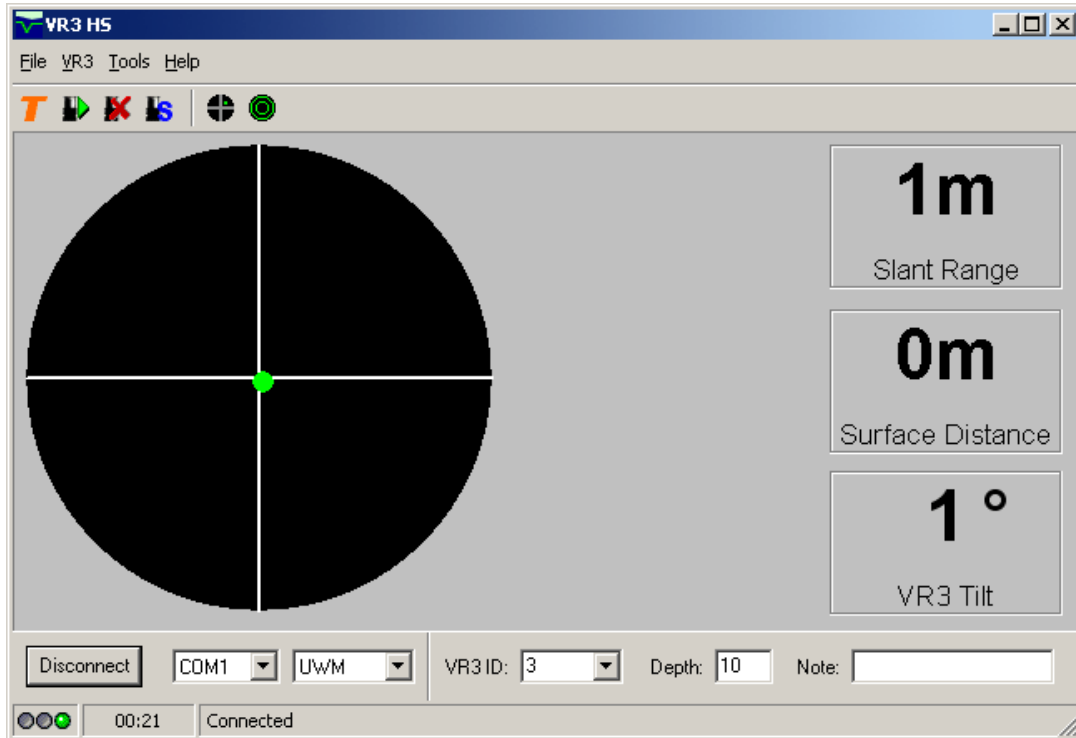 VR3 HS
File VR3 Tools Help
T S
1m
Slant Range
0m
Surface Distance
1 °
VR3 Tilt
Disconnect COM1 UWM VR3 ID: 3 Depth: 10 Note:
00:21 Connected